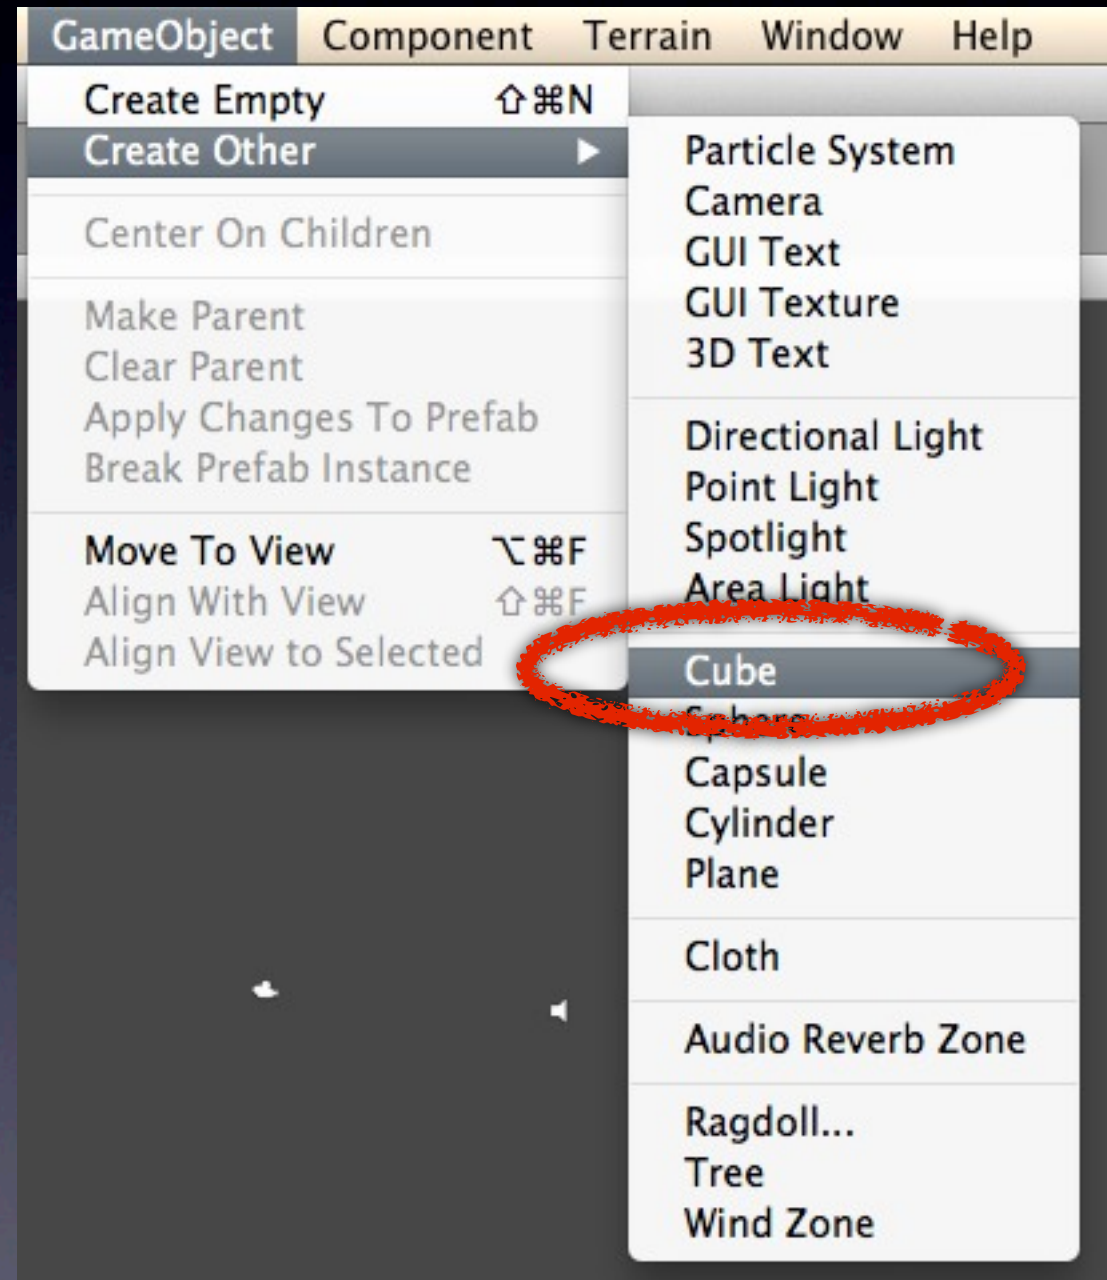 GameObject Component Terrain Window Help
Create Empty ⇧⌘N
Create Other ▶
Center On Children
Make Parent
Clear Parent
Apply Changes To Prefab
Break Prefab Instance
Move To View ⌥⌘F
Align With View ⇧⌘F
Align View to Selected
Particle System
Camera
GUI Text
GUI Texture
3D Text
Directional Light
Point Light
Spotlight
Area Light
Cube
Sphere
Capsule
Cylinder
Plane
Cloth
Audio Reverb Zone
Ragdoll...
Tree
Wind Zone